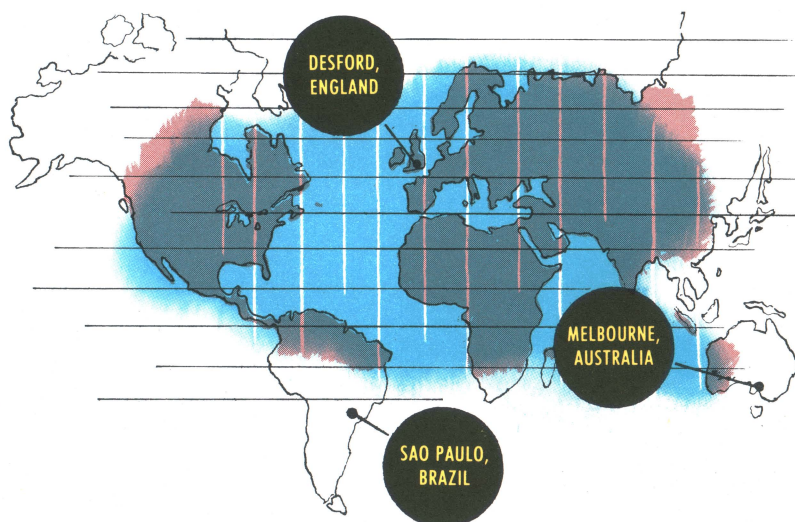 DESFORD,
ENGLAND
MELBOURNE,
AUSTRALIA
SAO PAULO,
BRAZIL